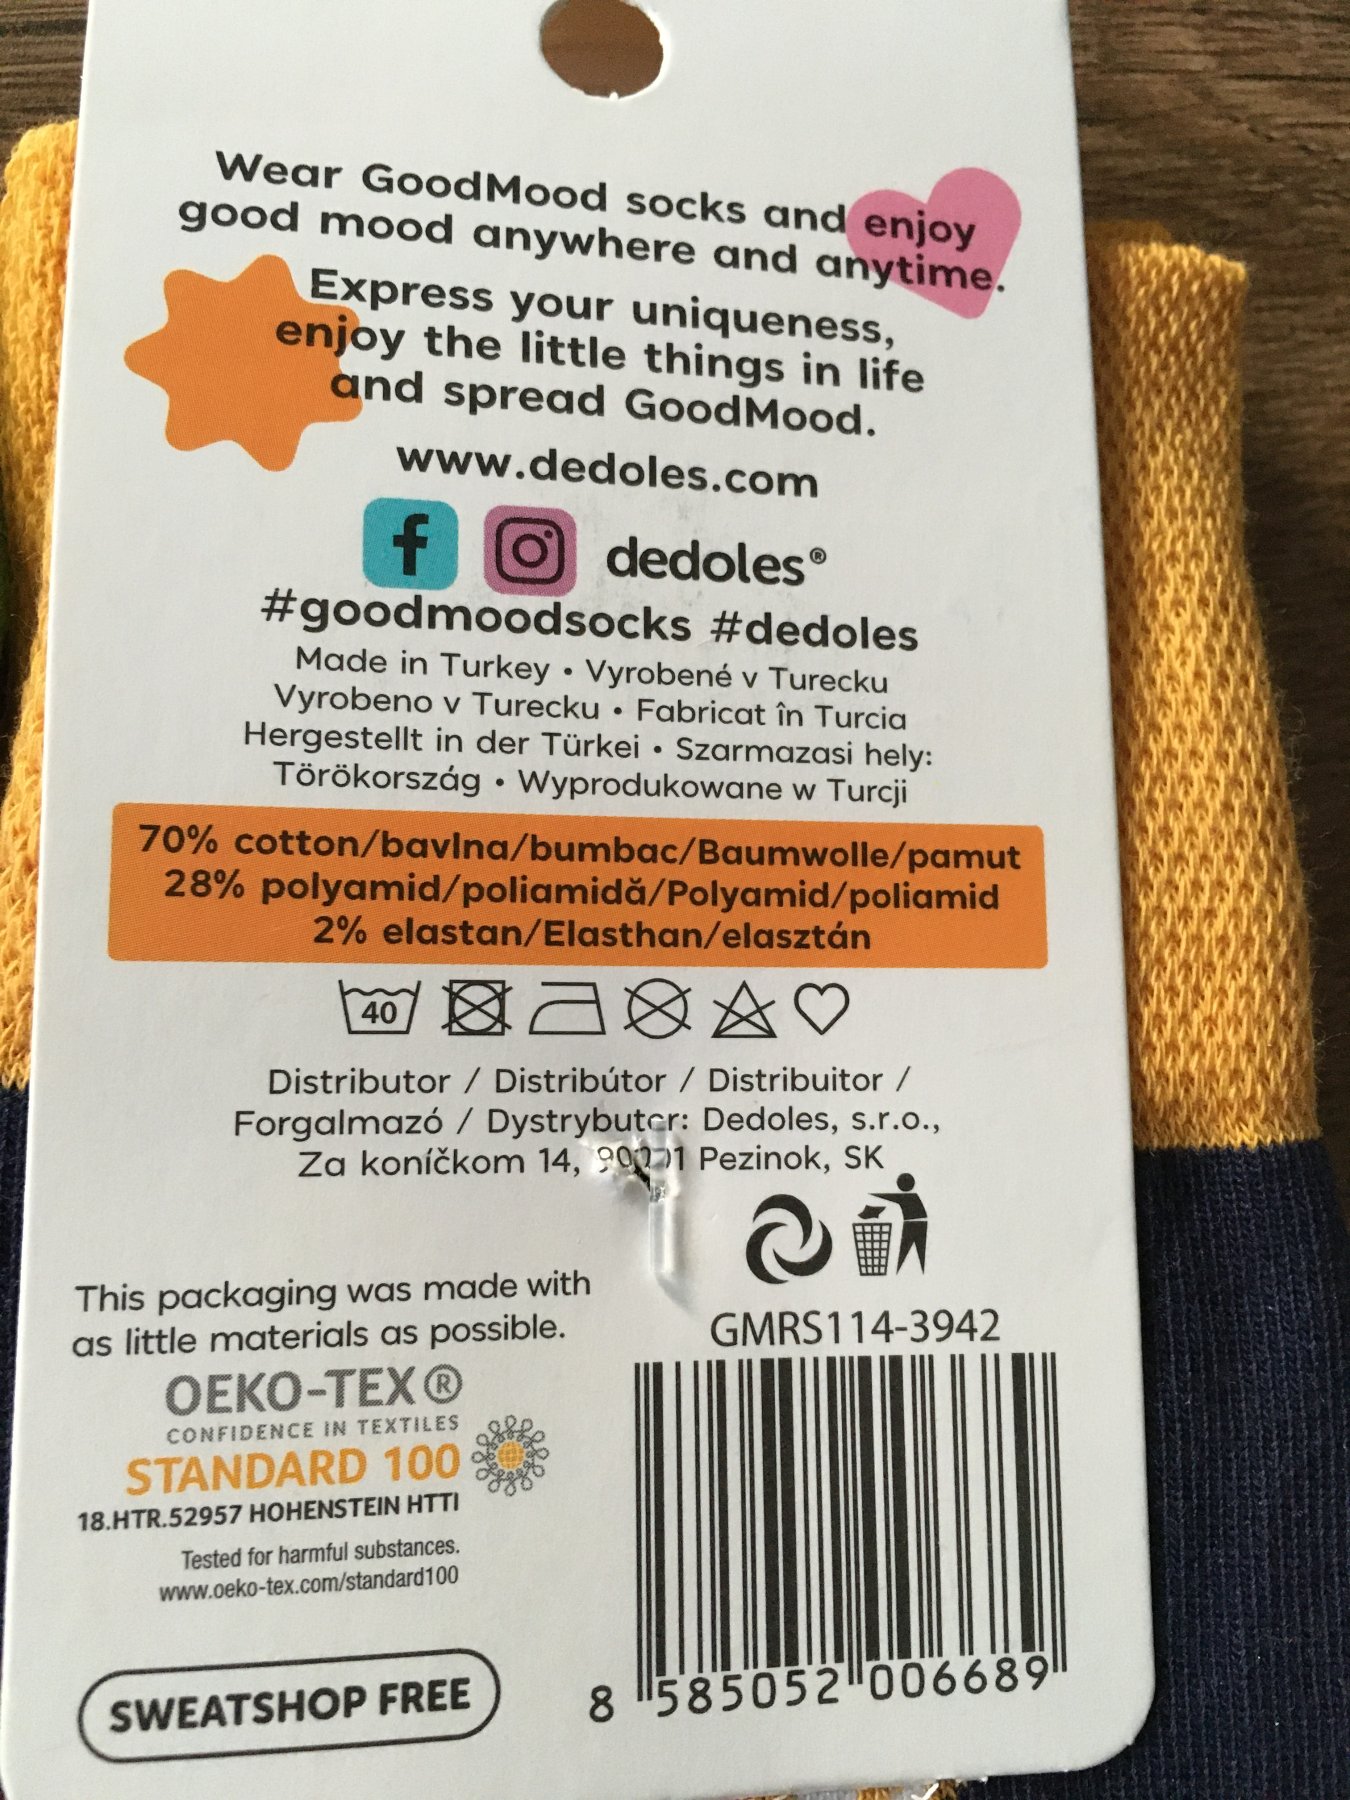 Wear GoodMood socks and enjoy
good mood anywhere and anytime.
Express your uniqueness,
enjoy the little things in life
and spread GoodMood.
www.dedoles.com
f dedoles®
#goodmoodsocks #dedoles
Made in Turkey • Vyrobené v Turecku
Vyrobeno v Turecku • Fabricat în Turcia
Hergestellt in der Türkei • Szarmazasi hely:
Törökország • Wyprodukowane w Turcji
70% cotton/bavlna/bumbac/Baumwolle/pamut
28% polyamid/poliamidă/Polyamid/poliamid
2% elastan/Elasthan/elasztán
40
Distributor / Distribútor / Distribuitor /
Forgalmazó / Dystrybutor: Dedoles, s.r.o.,
Za koníčkom 14, Pezinok, SK
This packaging was made with
as little materials as possible.
OEKO-TEX®
CONFIDENCE IN TEXTILES
STANDARD 100
18.HTR.52957 HOHENSTEIN HTTI
Tested for harmful substances.
www.oeko-tex.com/standard100
SWEATSHOP FREE
GMRS114-3942
8 585052 006689